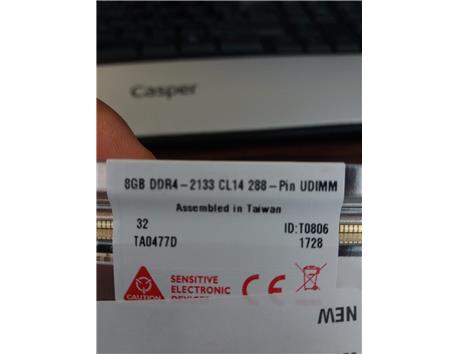 Casper
8GB DDR4-2133 CL14 288-Pin UDIMM
Assembled in Taiwan
32 ID:T0806
TA0477D 1728
SENSITIVE
ELECTRONIC
CAUTION
CE
NEW